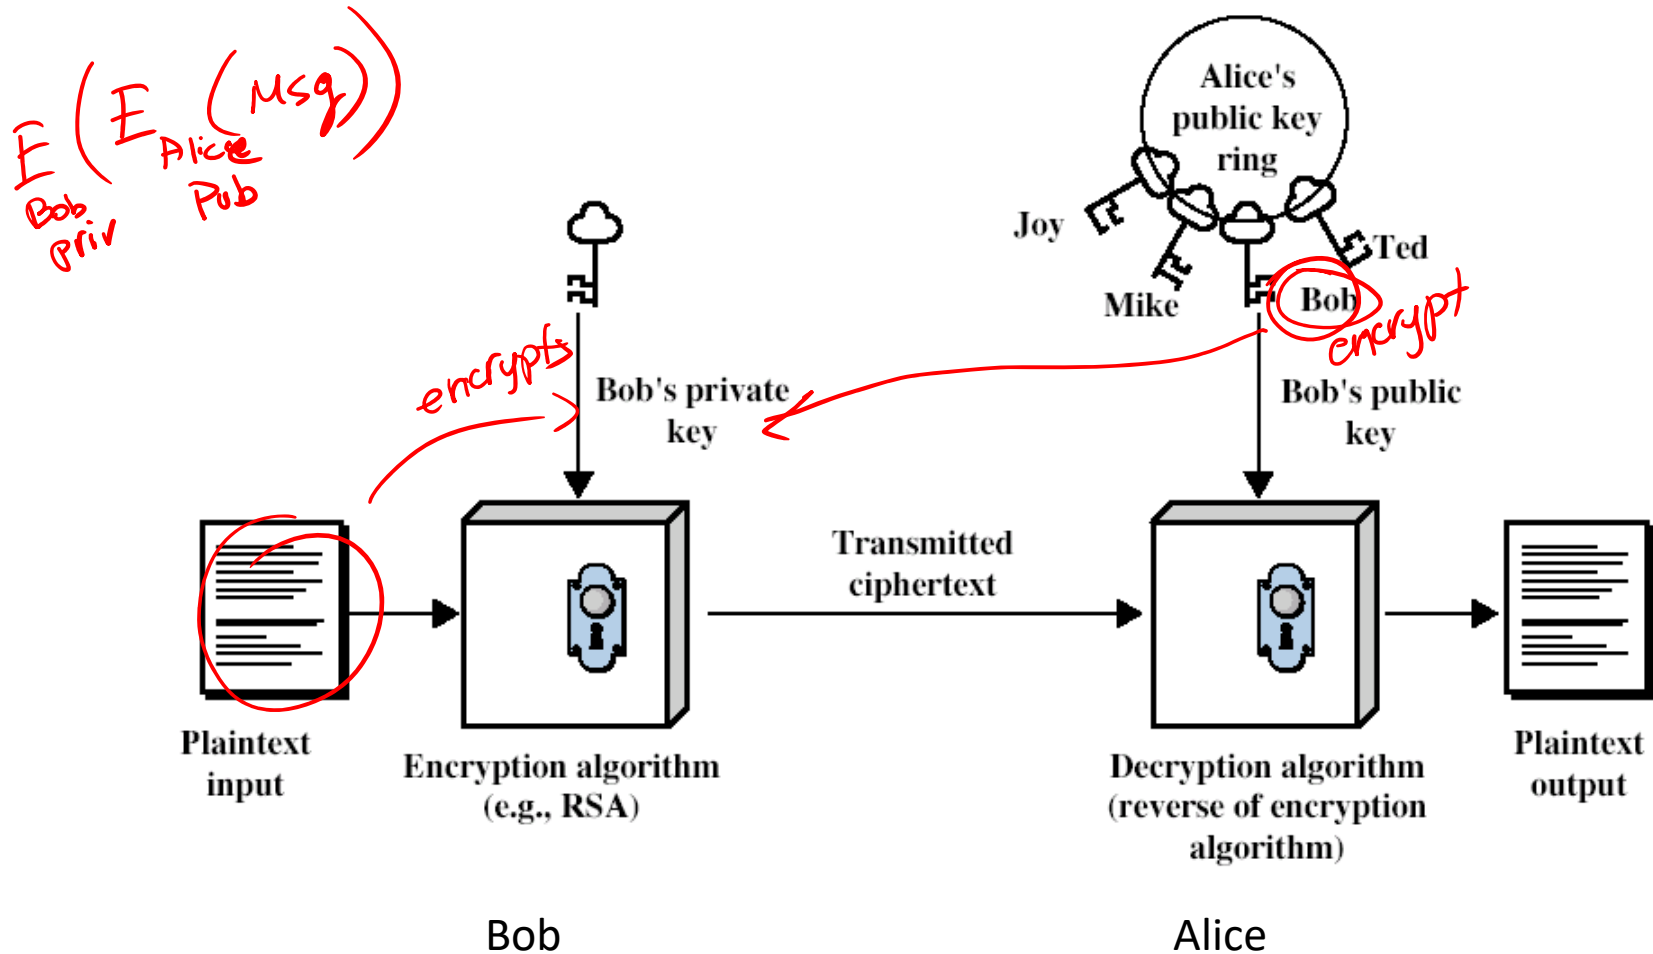 E ( E ( Msg ) )
Bob Alice
priv Pub
Alice's
public key
ring
Joy
Ted
Mike
Bob
encrypt
encrypts
Bob's private
key
Bob's public
key
Transmitted
ciphertext
Plaintext
input
Encryption algorithm
(e.g., RSA)
Decryption algorithm
(reverse of encryption
algorithm)
Plaintext
output
Bob
Alice